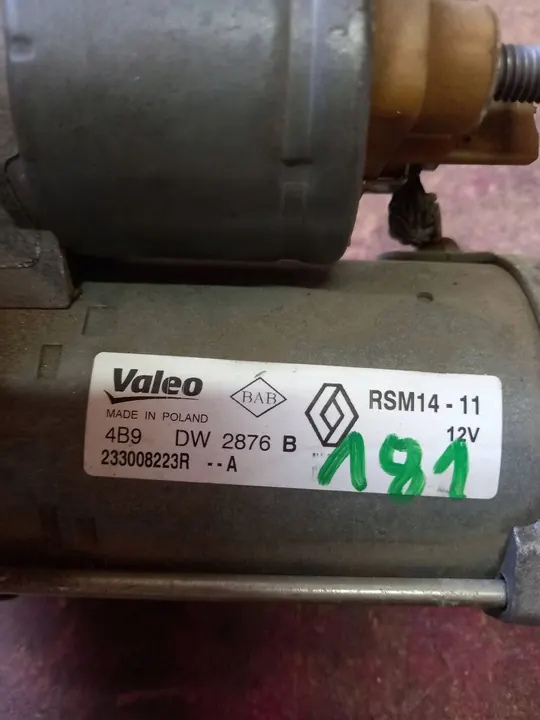 Valeo BAB RSM14 - 11
MADE IN POLAND 12V
4B9 DW 2876 B
233008223R --A
181